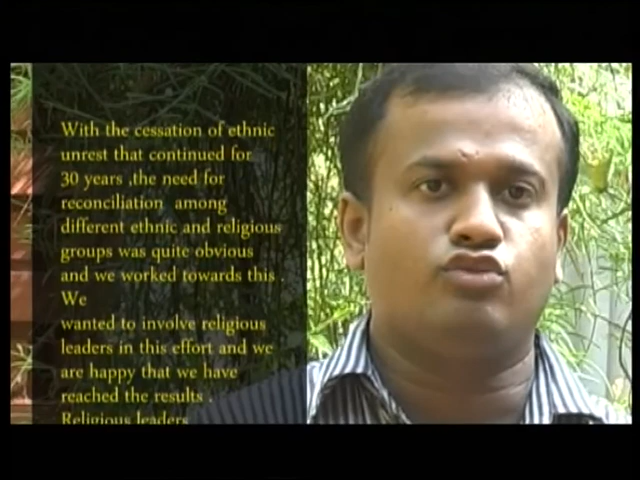 With the cessation of ethnic
unrest that continued for
30 years ,the need for
reconciliation among
different ethnic and religious
groups was quite obvious
and we worked towards this .
We
wanted to involve religious
leaders in this effort and we
are happy that we have
reached the results .
Religious leaders